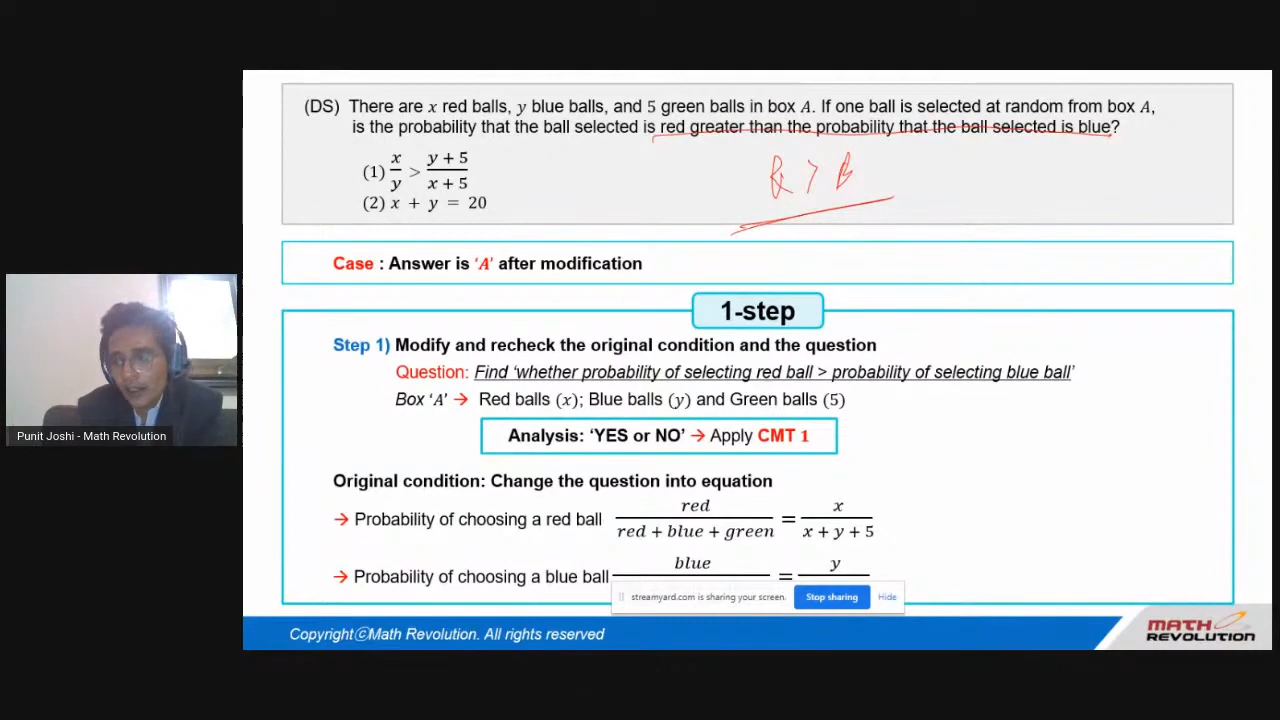 (DS) There are x red balls, y blue balls, and 5 green balls in box A. If one ball is selected at random from box A,
is the probability that the ball selected is red greater than the probability that the ball selected is blue?
(1) x/y > y + 5/x + 5
(2) x + y = 20
R > B
Case : Answer is 'A' after modification
1-step
Step 1) Modify and recheck the original condition and the question
Question: Find 'whether probability of selecting red ball > probability of selecting blue ball'
Box 'A' → Red balls (x); Blue balls (y) and Green balls (5)
Analysis: 'YES or NO' → Apply CMT 1
Original condition: Change the question into equation
→ Probability of choosing a red ball red/red + blue + green = x/x + y + 5
→ Probability of choosing a blue ball blue = y
streamyard.com is sharing your screen. Stop sharing Hide
Copyrightⓒ Math Revolution. All rights reserved
MATH
REVOLUTION
Punit Joshi - Math Revolution